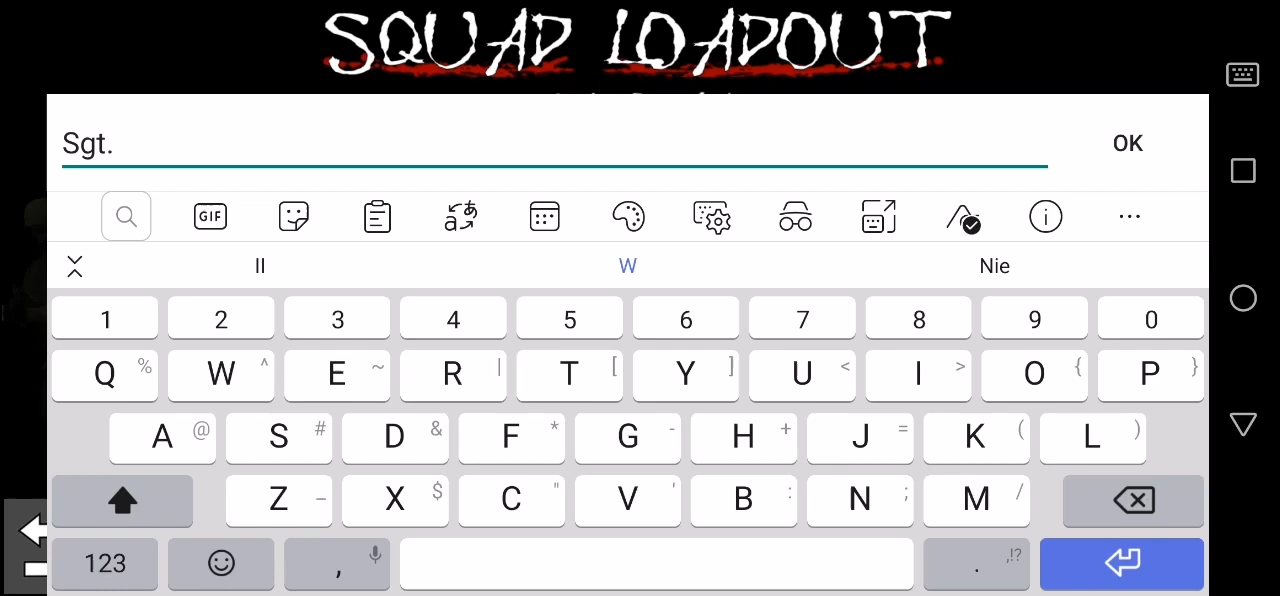 SQUAD LOADOUT
Sgt.
OK
GIF
II W Nie
1 2 3 4 5 6 7 8 9 0
Q % W ^ E ~ R | T [ Y ] U < I > O { P }
A @ S # D & F * G - H + J = K ( L )
Z _ X $ C " V ' B : N ; M /
123 , . ,!?